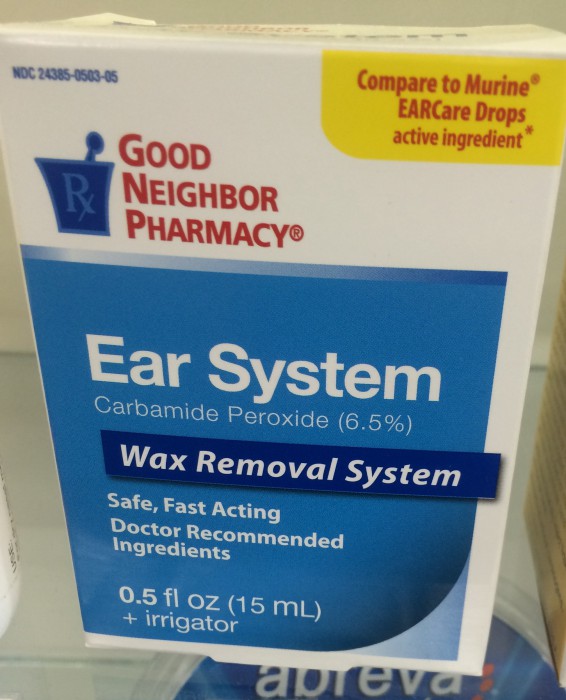 NDC 24385-0503-05
Compare to Murine®
EARCare Drops
active ingredient*
Rx
GOOD
NEIGHBOR
PHARMACY®
Ear System
Carbamide Peroxide (6.5%)
Wax Removal System
Safe, Fast Acting
Doctor Recommended
Ingredients
0.5 fl oz (15 mL)
+ irrigator
abreva